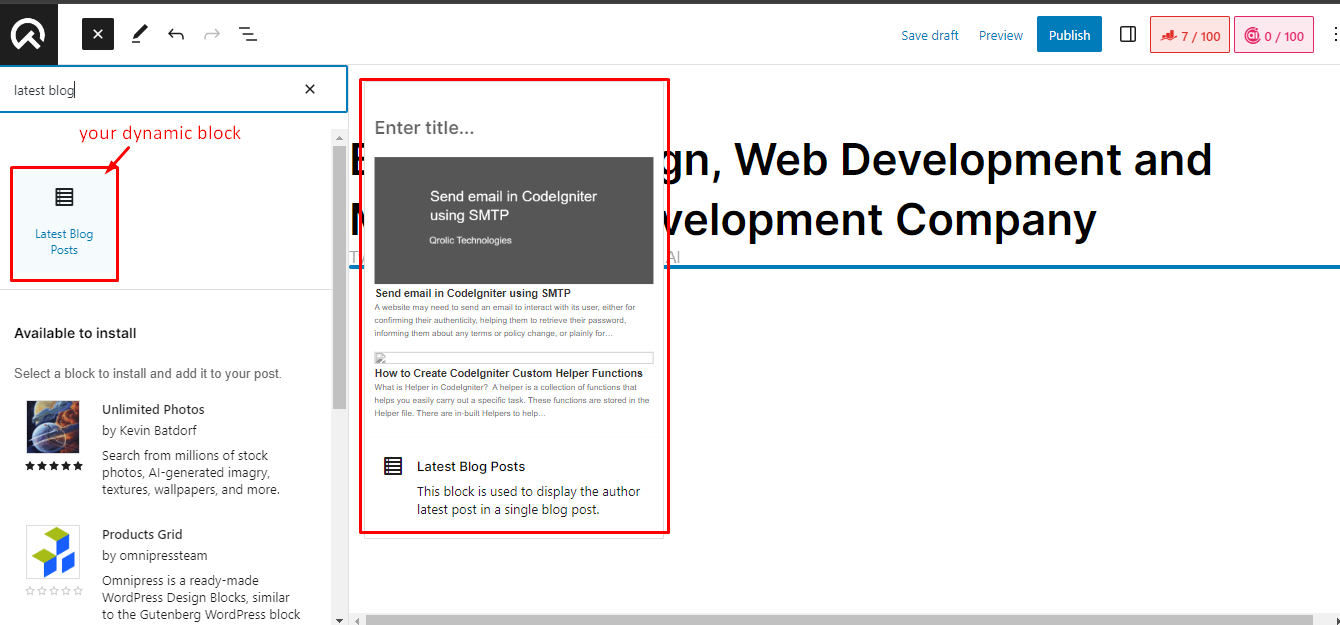 Save draft
Preview
Publish
7 / 100
0 / 100
latest blog
your dynamic block
Latest Blog
Posts
Available to install
Select a block to install and add it to your post.
Unlimited Photos
by Kevin Batdorf
Search from millions of stock
photos, AI-generated imagry,
textures, wallpapers, and more.
Products Grid
by omnipressteam
Omnipress is a ready-made
WordPress Design Blocks, similar
to the Gutenberg WordPress block
Enter title...
Send email in CodeIgniter
using SMTP
Qrolic Technologies
Send email in CodeIgniter using SMTP
A website may need to send an email to interact with its user, either for
confirming their authenticity, helping them to retrieve their password,
informing them about any terms or policy change, or plainly for…
How to Create CodeIgniter Custom Helper Functions
What is Helper in CodeIgniter? A helper is a collection of functions that
helps you easily carry out a specific task. These functions are stored in the
Helper file. There are in-built Helpers to help…
Latest Blog Posts
This block is used to display the author
latest post in a single blog post.
gn, Web Development and
velopment Company
AI